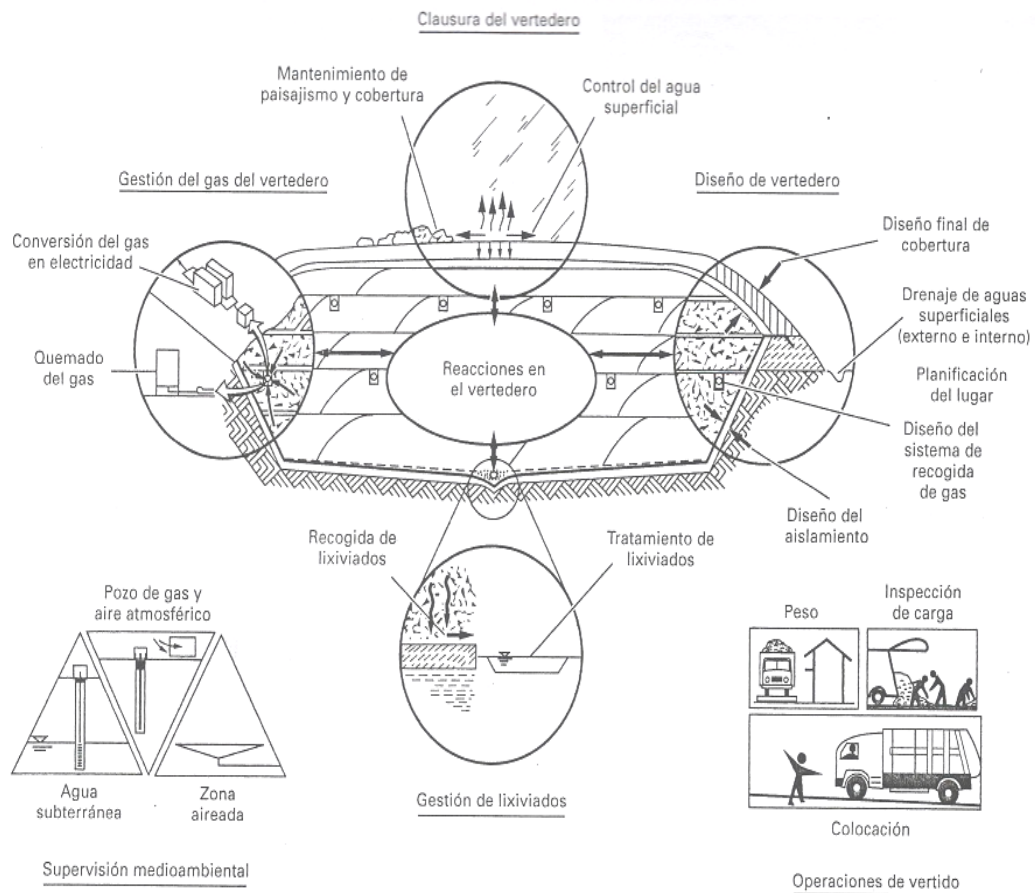 Clausura del vertedero
Mantenimiento de
paisajismo y cobertura
Control del agua
superficial
Gestión del gas del vertedero
Diseño de vertedero
Conversión del gas
en electricidad
Diseño final de
cobertura
Drenaje de aguas
superficiales
(externo e interno)
Quemado
del gas
Reacciones en
el vertedero
Planificación
del lugar
Diseño del
sistema de
recogida
de gas
Diseño del
aislamiento
Recogida de
lixiviados
Tratamiento de
lixiviados
Pozo de gas y
aire atmosférico
Peso
Inspección
de carga
Agua
subterránea
Zona
aireada
Gestión de lixiviados
Colocación
Supervisión medioambiental
Operaciones de vertido